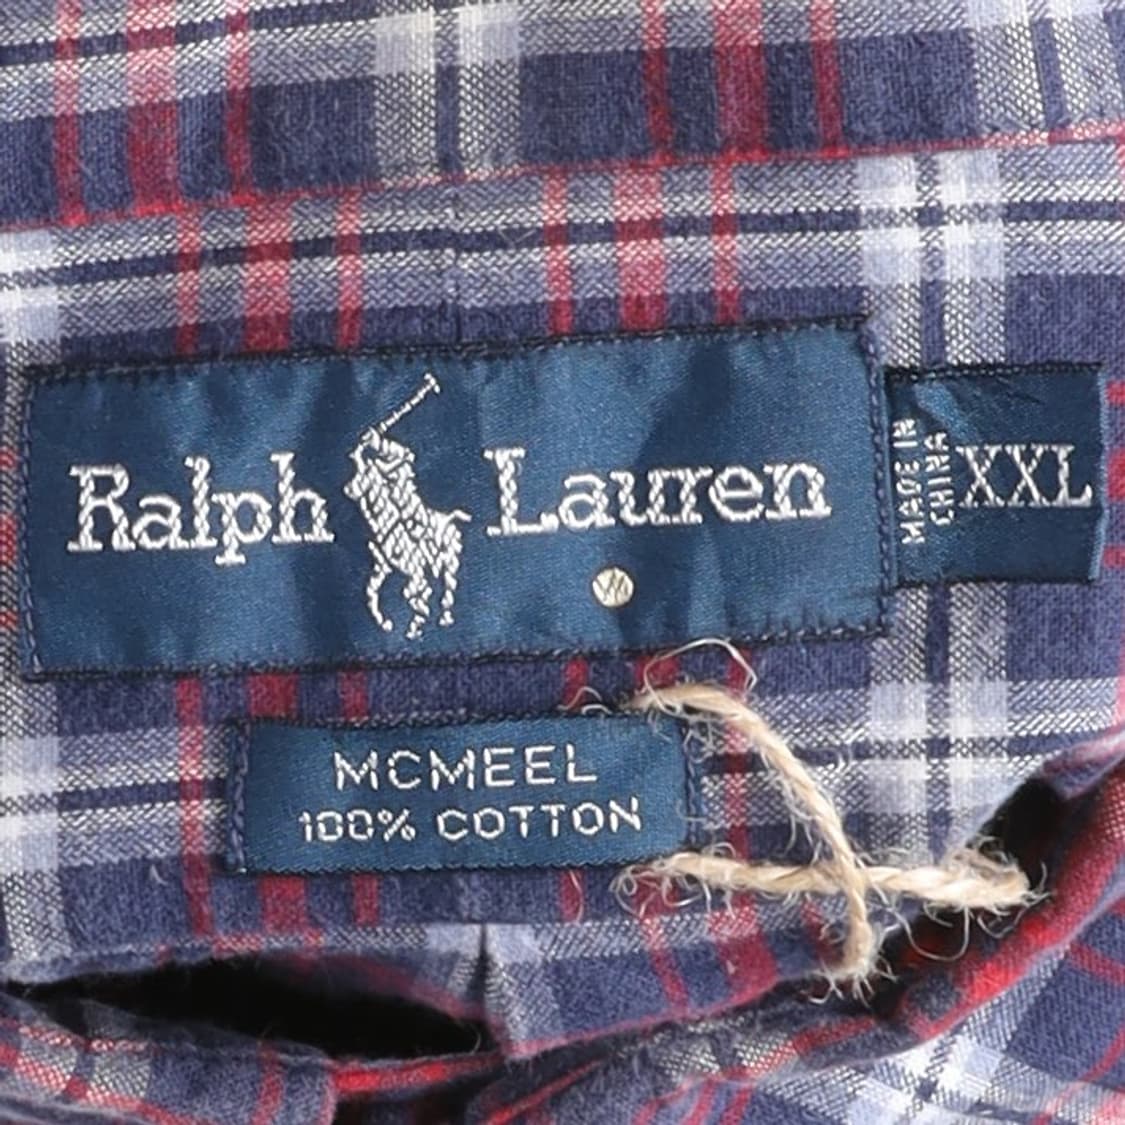 Ralph Lauren
MADE IN
CHINA
XXL
MCMEEL
100% COTTON